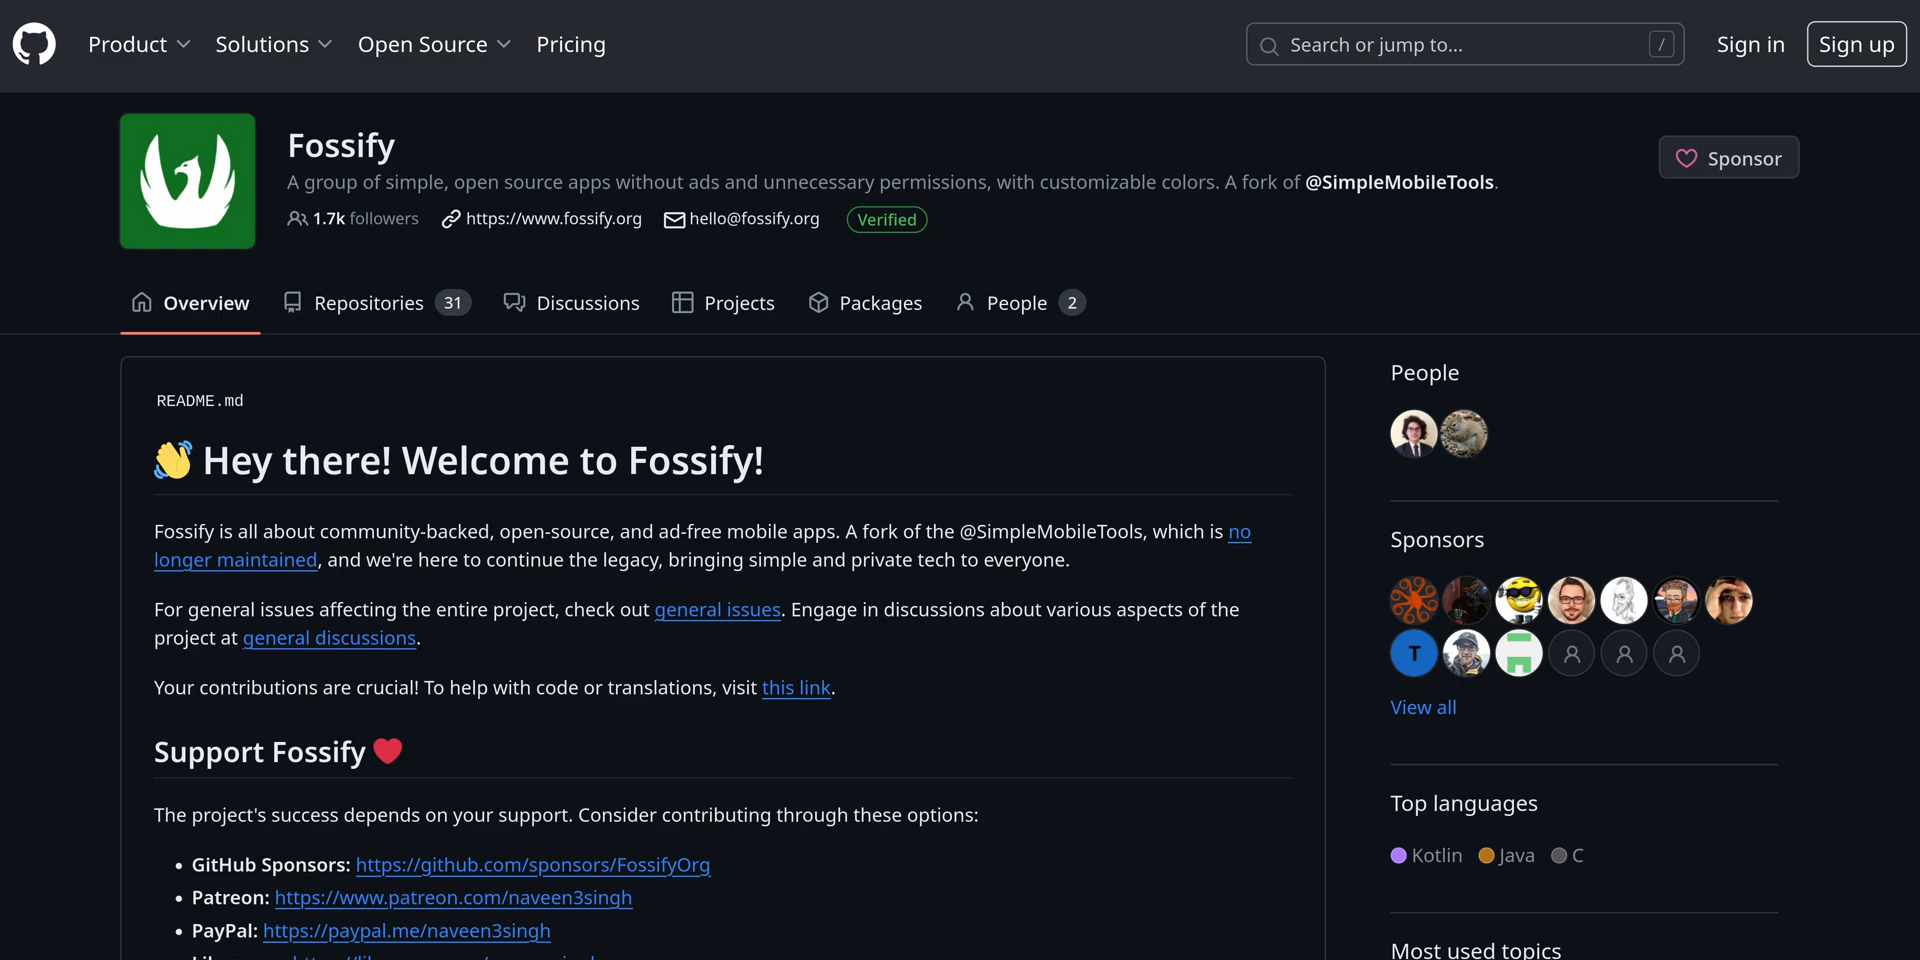 Product Solutions Open Source Pricing Search or jump to... / Sign in Sign up
Fossify
A group of simple, open source apps without ads and unnecessary permissions, with customizable colors. A fork of @SimpleMobileTools.
1.7k followers https://www.fossify.org hello@fossify.org Verified
Sponsor
Overview Repositories 31 Discussions Projects Packages People 2
README.md
👋 Hey there! Welcome to Fossify!
Fossify is all about community-backed, open-source, and ad-free mobile apps. A fork of the @SimpleMobileTools, which is no
longer maintained, and we're here to continue the legacy, bringing simple and private tech to everyone.
For general issues affecting the entire project, check out general issues. Engage in discussions about various aspects of the
project at general discussions.
Your contributions are crucial! To help with code or translations, visit this link.
Support Fossify ❤️
The project's success depends on your support. Consider contributing through these options:
• GitHub Sponsors: https://github.com/sponsors/FossifyOrg
• Patreon: https://www.patreon.com/naveen3singh
• PayPal: https://paypal.me/naveen3singh
People
Sponsors
T
View all
Top languages
Kotlin Java C
Most used topics